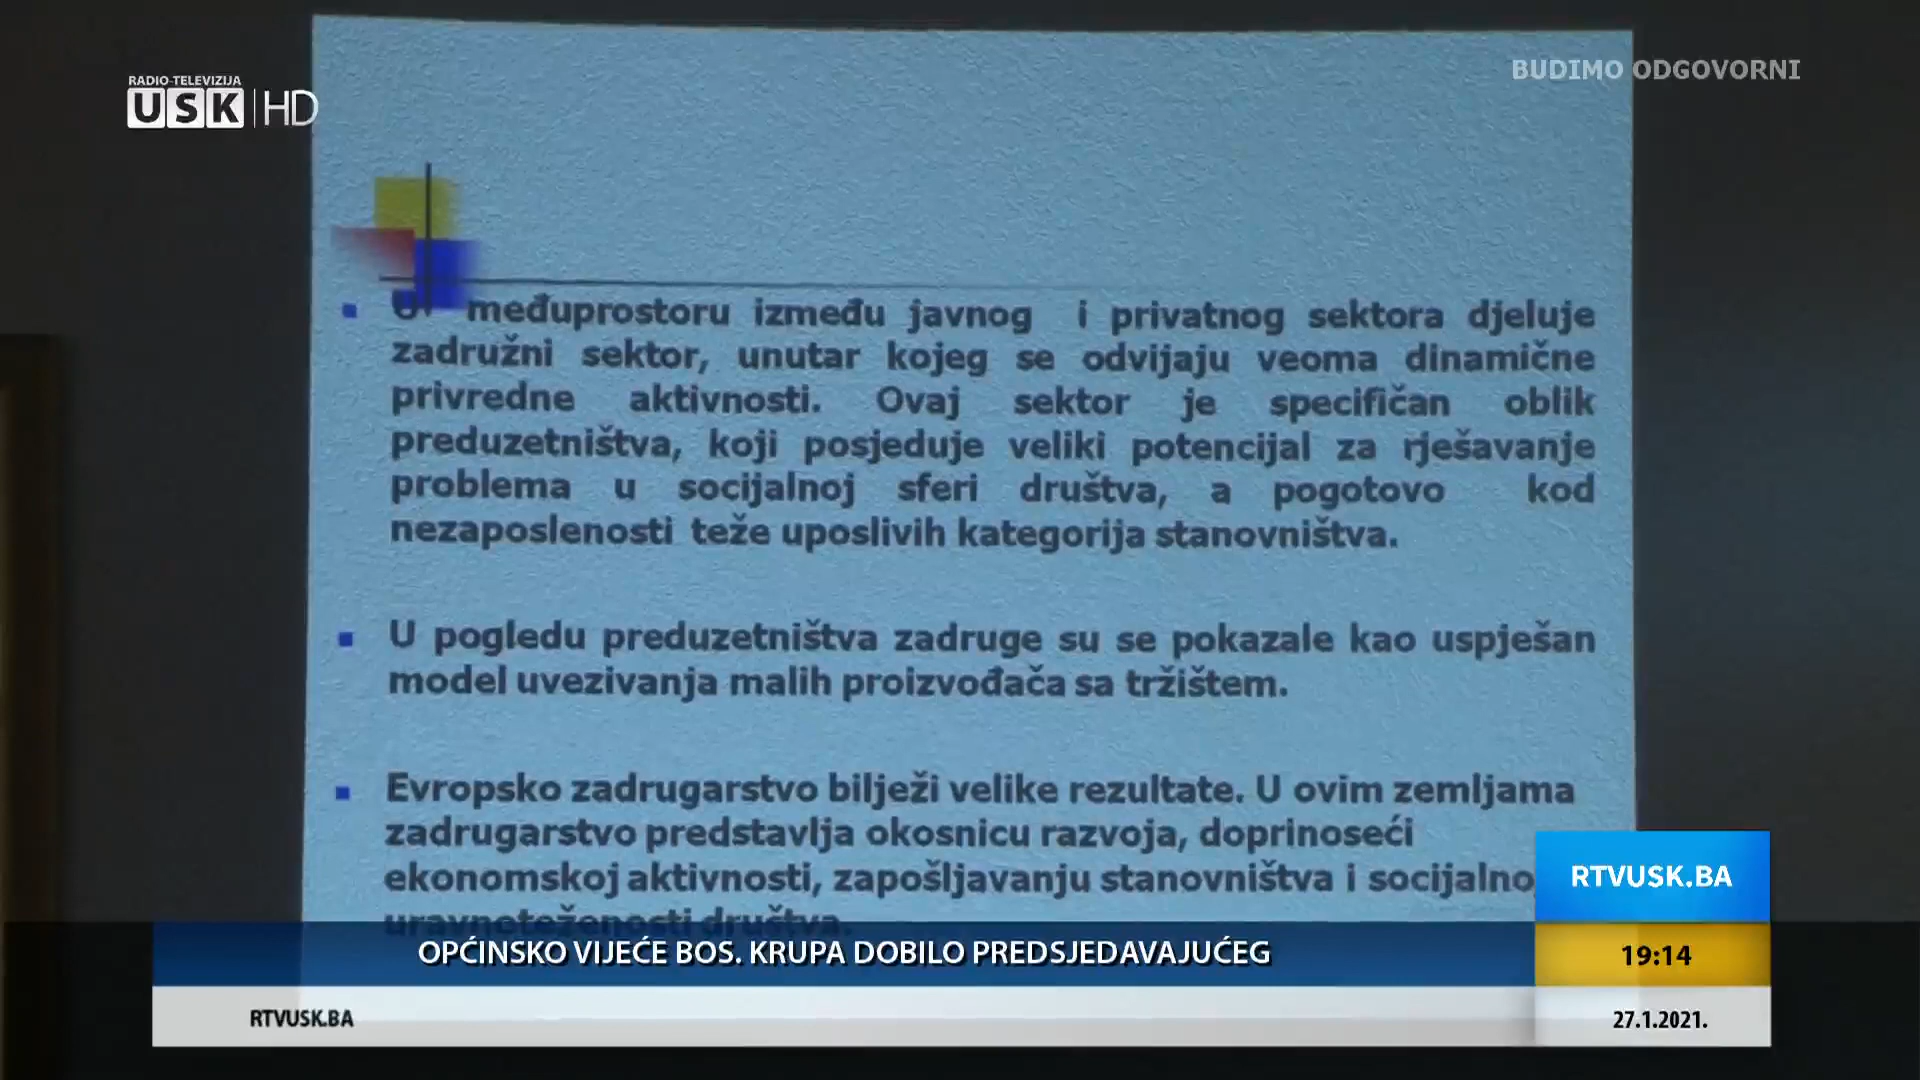 RADIO-TELEVIZIJA
USK HD
BUDIMO ODGOVORNI
U međuprostoru između javnog i privatnog sektora djeluje
zadružni sektor, unutar kojeg se odvijaju veoma dinamične
privredne aktivnosti. Ovaj sektor je specifičan oblik
preduzetništva, koji posjeduje veliki potencijal za rješavanje
problema u socijalnoj sferi društva, a pogotovo kod
nezaposlenosti teže uposlivih kategorija stanovništva.
U pogledu preduzetništva zadruge su se pokazale kao uspješan
model uvezivanja malih proizvođača sa tržištem.
Evropsko zadrugarstvo bilježi velike rezultate. U ovim zemljama
zadrugarstvo predstavlja okosnicu razvoja, doprinoseći
ekonomskoj aktivnosti, zapošljavanju stanovništva i socijalno
uravnoteženosti društva.
RTVUSK.BA
OPĆINSKO VIJEĆE BOS. KRUPA DOBILO PREDSJEDAVAJUĆEG
19:14
RTVUSK.BA
27.1.2021.